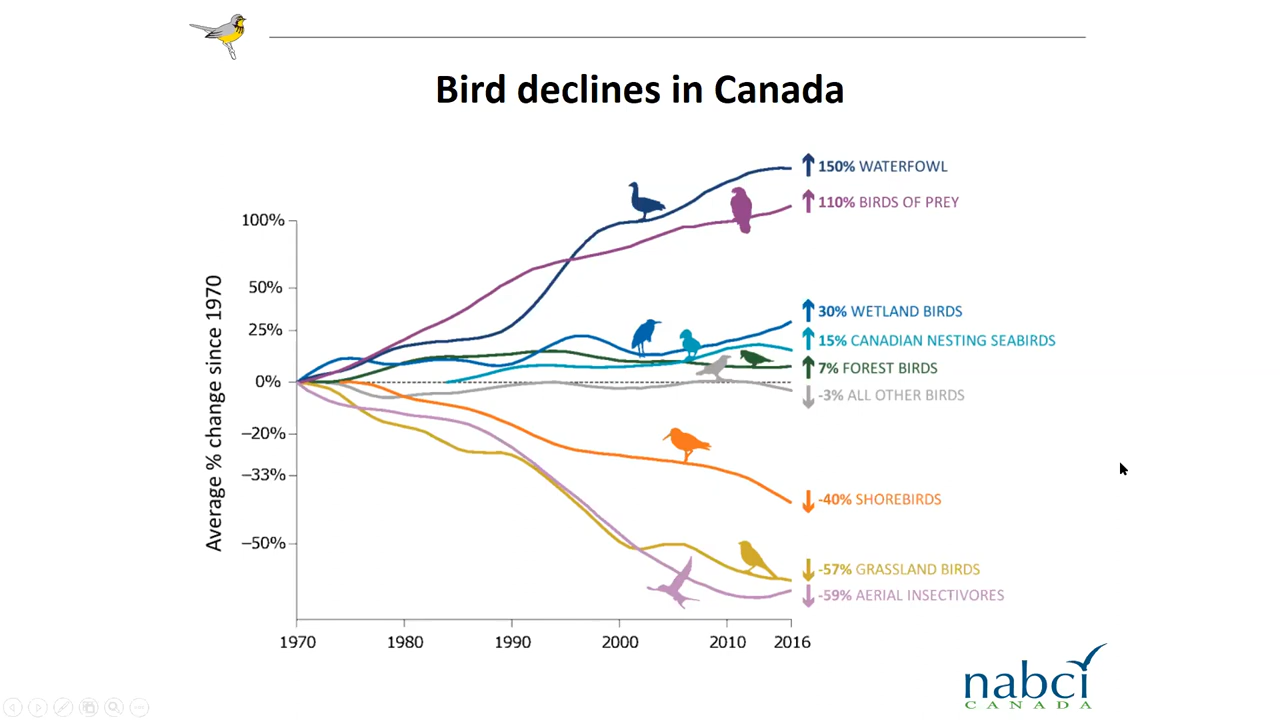 Bird declines in Canada
150% WATERFOWL
110% BIRDS OF PREY
100%
50%
30% WETLAND BIRDS
25%
15% CANADIAN NESTING SEABIRDS
7% FOREST BIRDS
0%
-3% ALL OTHER BIRDS
Average % change since 1970
–20%
–33%
-40% SHOREBIRDS
–50%
-57% GRASSLAND BIRDS
-59% AERIAL INSECTIVORES
1970 1980 1990 2000 2010 2016
nabci
CANADA